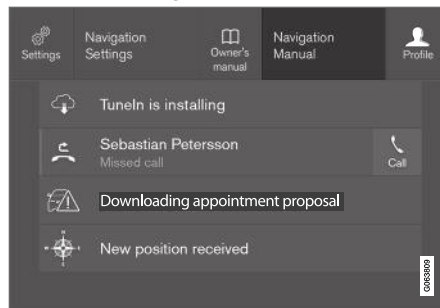 Settings
Navigation
Settings
Owner's
manual
Navigation
Manual
Profile
TuneIn is installing
Sebastian Petersson
Missed call
Call
Downloading appointment proposal
New position received
G063809